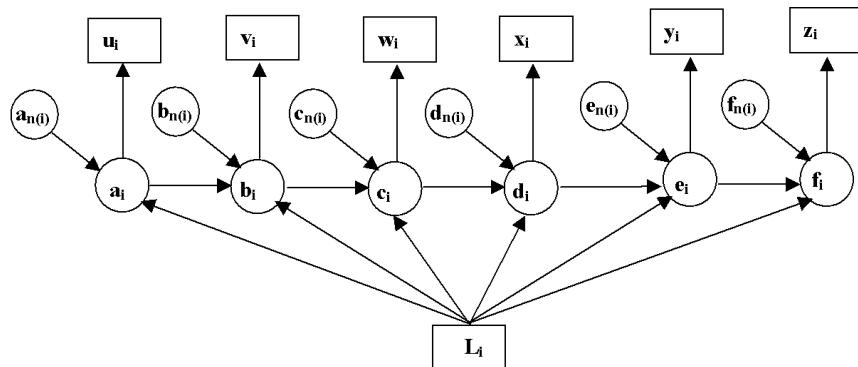 uᵢ vᵢ wᵢ xᵢ yᵢ zᵢ
aₙ₍ᵢ₎ bₙ₍ᵢ₎ cₙ₍ᵢ₎ dₙ₍ᵢ₎ eₙ₍ᵢ₎ fₙ₍ᵢ₎
aᵢ bᵢ cᵢ dᵢ eᵢ fᵢ
Lᵢ